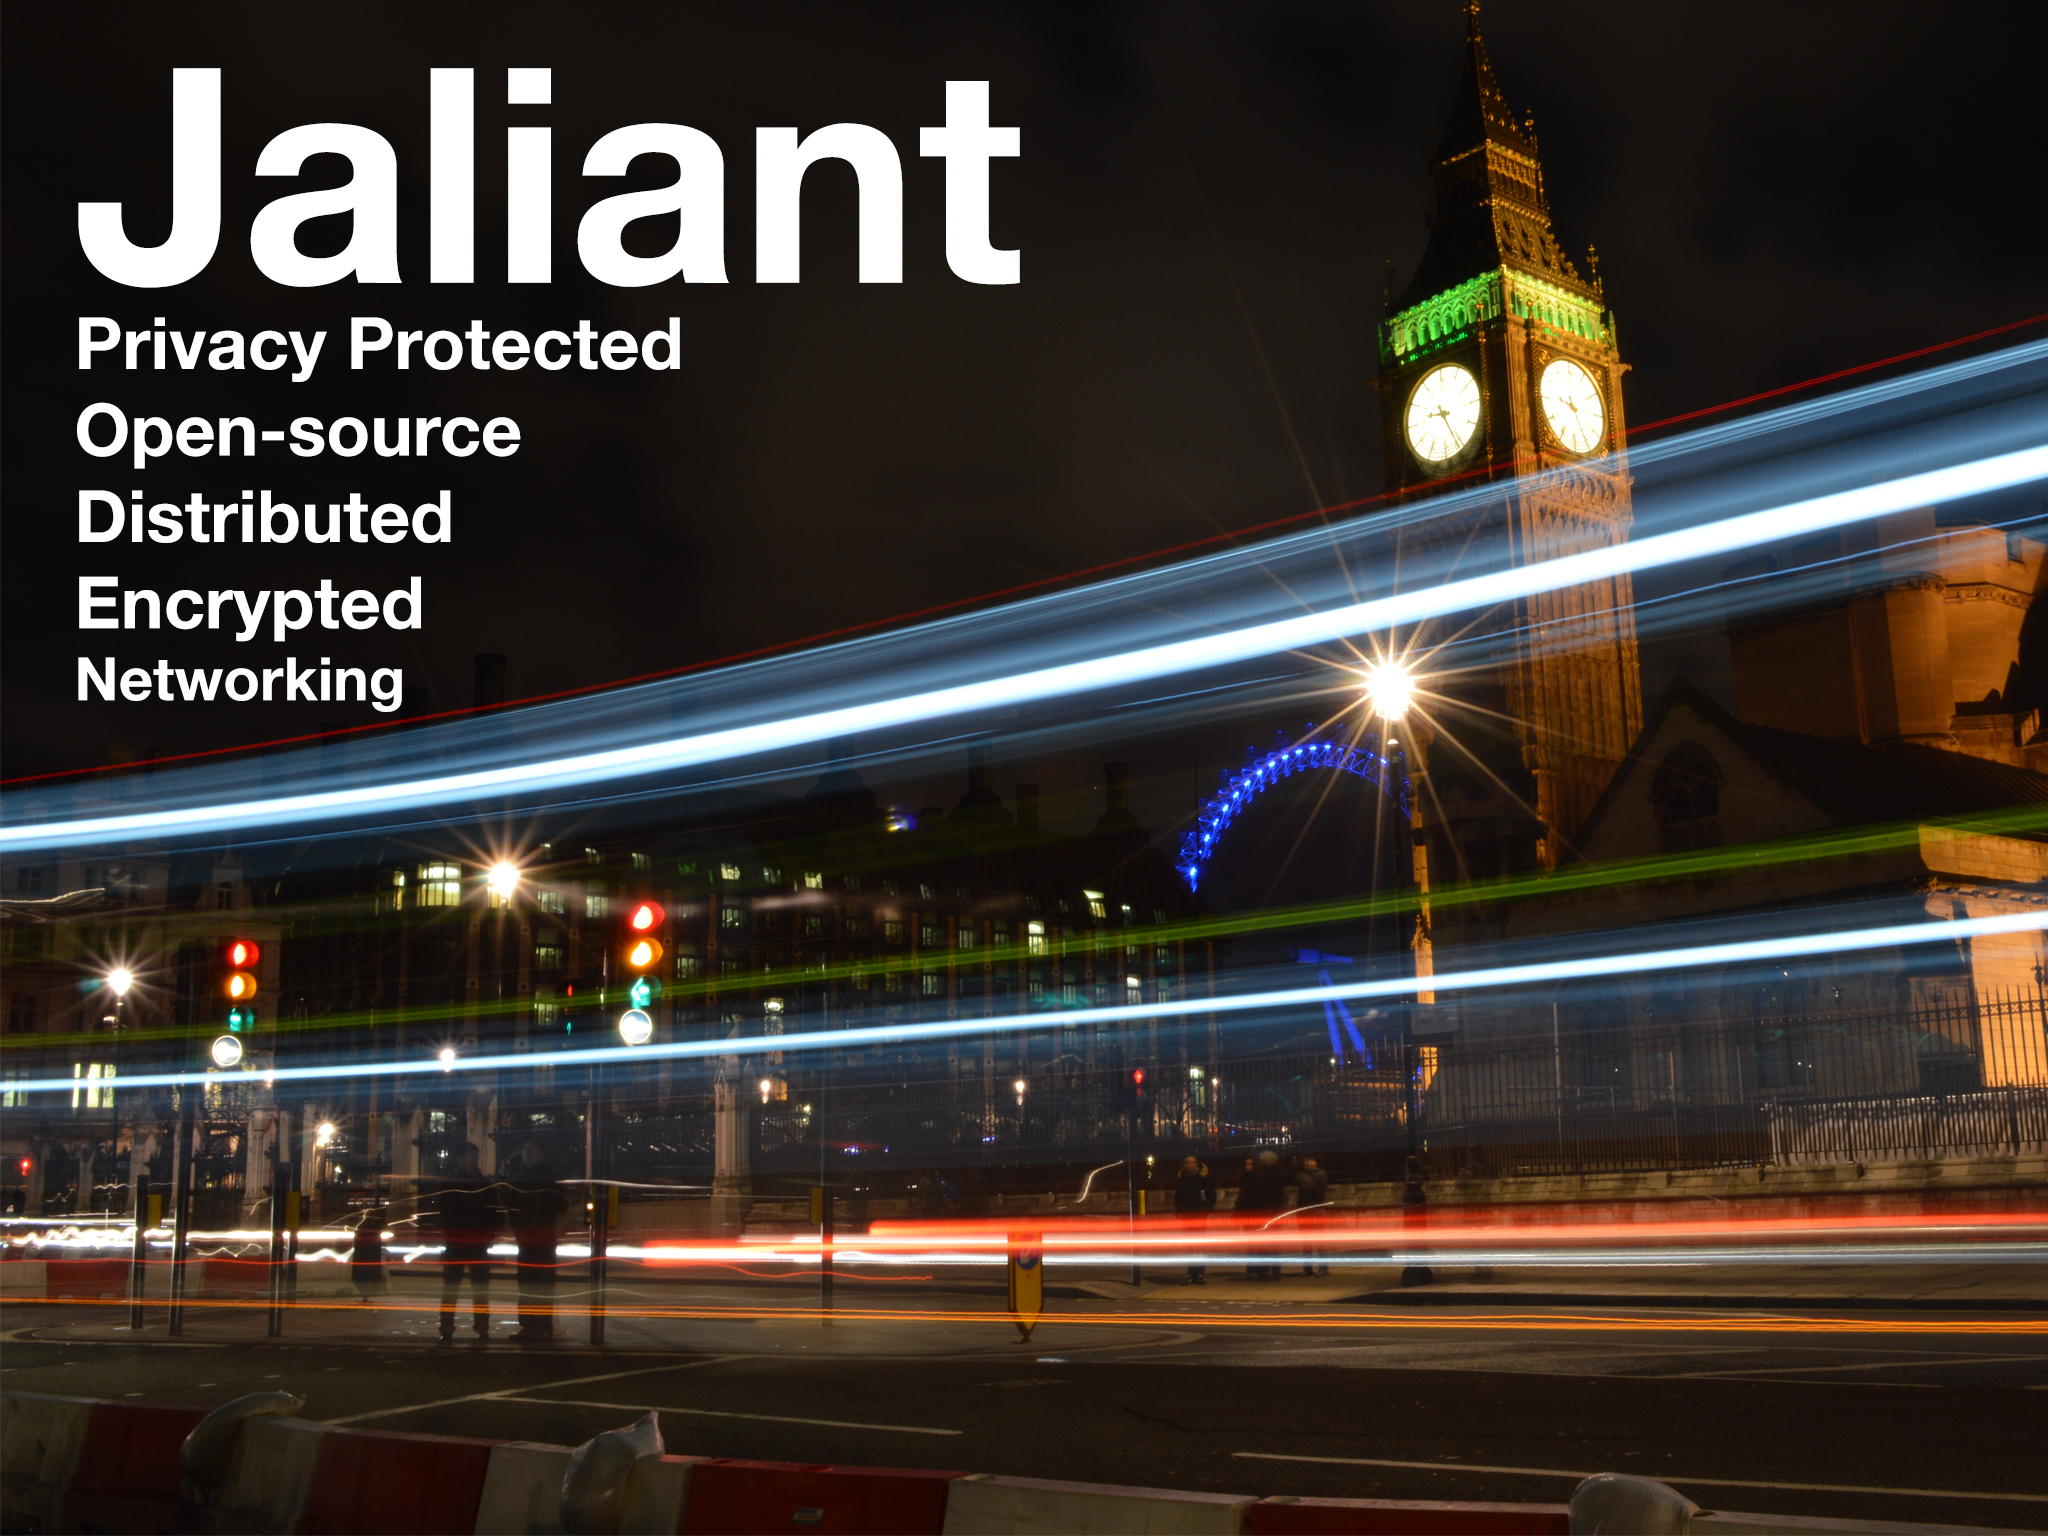 Jaliant
Privacy Protected
Open-source
Distributed
Encrypted
Networking